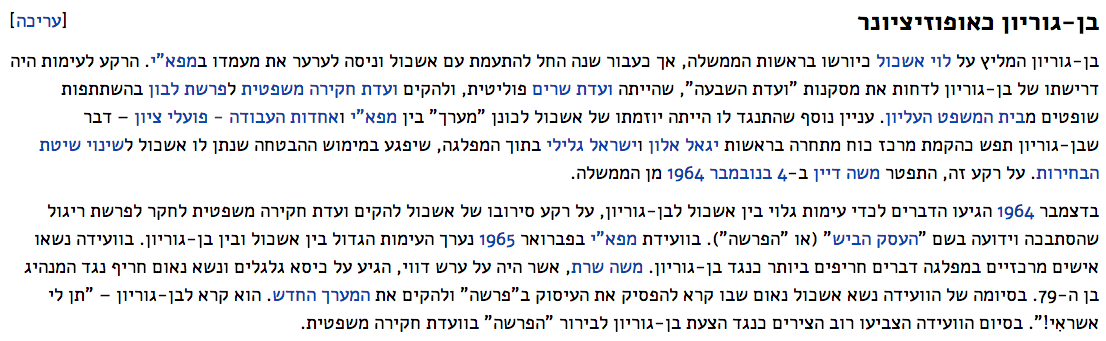 בן-גוריון כאופוזיציונר
[עריכה]
בן-גוריון המליץ על לוי אשכול כיורשו בראשות הממשלה, אך כעבור שנה החל להתעמת עם אשכול וניסה לערער את מעמדו במפא"י. הרקע לעימות היה
דרישתו של בן-גוריון לדחות את מסקנות "ועדת השבעה", שהייתה ועדת שרים פוליטית, ולהקים ועדת חקירה משפטית לפרשת לבון בהשתתפות
שופטים מבית המשפט העליון. עניין נוסף שהתנגד לו הייתה יוזמתו של אשכול לכונן "מערך" בין מפא"י ואחדות העבודה - פועלי ציון – דבר
שבן-גוריון תפש כהקמת מרכז כוח מתחרה בראשות יגאל אלון וישראל גלילי בתוך המפלגה, שיפגע במימוש ההבטחה שנתן לו אשכול לשינוי שיטת
הבחירות. על רקע זה, התפטר משה דיין ב-4 בנובמבר 1964 מן הממשלה.
בדצמבר 1964 הגיעו הדברים לכדי עימות גלוי בין אשכול לבן-גוריון, על רקע סירובו של אשכול להקים ועדת חקירה משפטית לחקר לפרשת ריגול
שהסתבכה וידועה בשם "העסק הביש" (או "הפרשה"). בוועידת מפא"י בפברואר 1965 נערך העימות הגדול בין אשכול ובין בן-גוריון. בוועידה נשאו
אישים מרכזיים במפלגה דברים חריפים ביותר כנגד בן-גוריון. משה שרת, אשר היה על ערש דווי, הגיע על כיסא גלגלים ונשא נאום חריף נגד המנהיג
בן ה-79. בסיומה של הוועידה נשא אשכול נאום שבו קרא להפסיק את העיסוק ב"פרשה" ולהקים את המערך החדש. הוא קרא לבן-גוריון – "תן לי
אשראי!". בסיום הוועידה הצביעו רוב הצירים כנגד הצעת בן-גוריון לבירור "הפרשה" בוועדת חקירה משפטית.